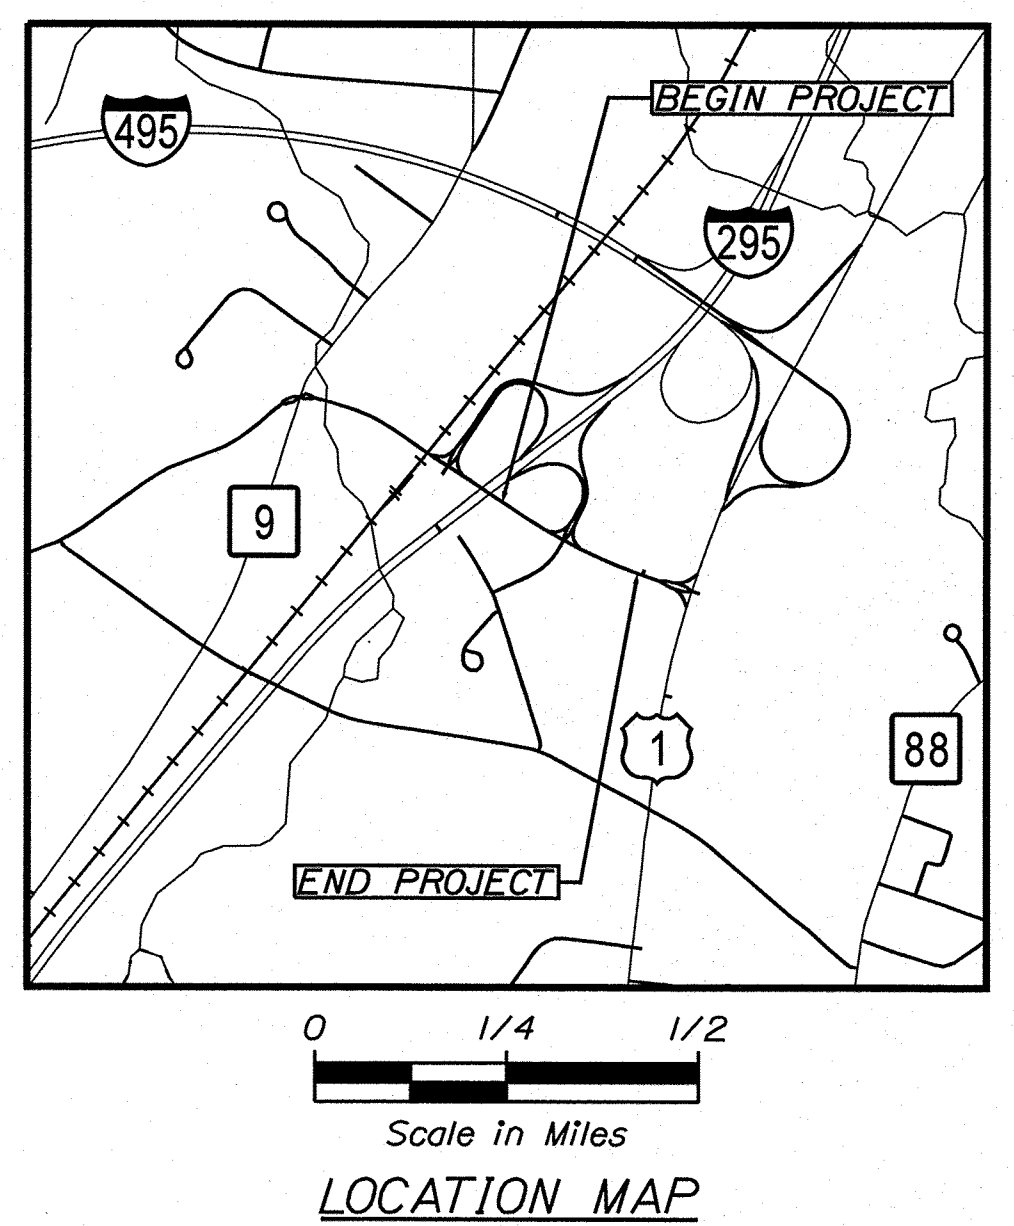 BEGIN PROJECT
495
295
9
1
88
END PROJECT
0 1/4 1/2
Scale in Miles
LOCATION MAP